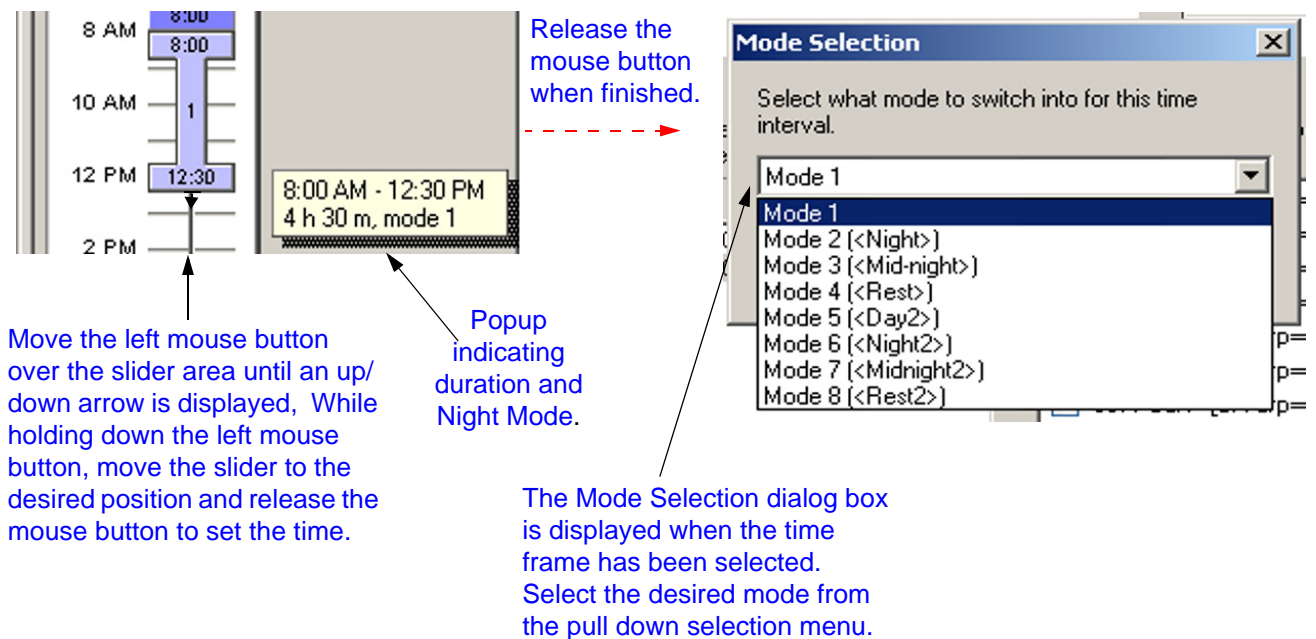 8:00
8 AM
8:00
10 AM
1
12 PM
12:30
2 PM
8:00 AM - 12:30 PM
4 h 30 m, mode 1
Release the
mouse button
when finished.
Mode Selection
Select what mode to switch into for this time
interval.
Mode 1
Mode 1
Mode 2 (<Night>)
Mode 3 (<Mid-night>)
Mode 4 (<Rest>)
Mode 5 (<Day2>)
Mode 6 (<Night2>)
Mode 7 (<Midnight2>)
Mode 8 (<Rest2>)
Move the left mouse button
over the slider area until an up/
down arrow is displayed, While
holding down the left mouse
button, move the slider to the
desired position and release the
mouse button to set the time.
Popup
indicating
duration and
Night Mode.
The Mode Selection dialog box
is displayed when the time
frame has been selected.
Select the desired mode from
the pull down selection menu.